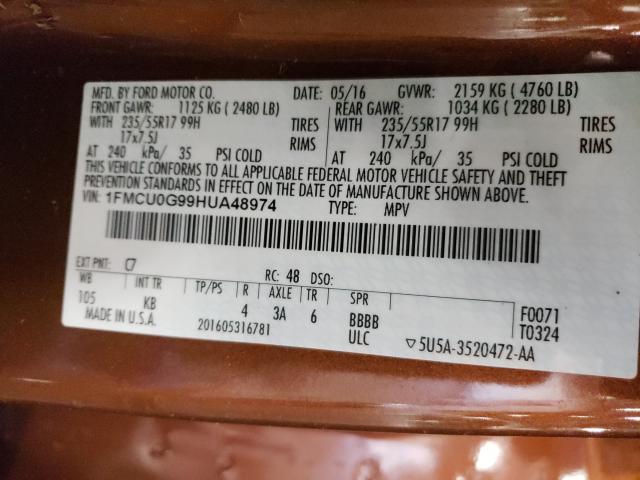 MFD. BY FORD MOTOR CO. DATE: 05/16 GVWR: 2159 KG ( 4760 LB)
FRONT GAWR: 1125 KG ( 2480 LB) REAR GAWR: 1034 KG ( 2280 LB)
WITH 235/55R17 99H TIRES WITH 235/55R17 99H TIRES
17x7.5J RIMS 17x7.5J RIMS
AT 240 kPa/ 35 PSI COLD AT 240 kPa/ 35 PSI COLD
THIS VEHICLE CONFORMS TO ALL APPLICABLE FEDERAL MOTOR VEHICLE SAFETY AND THEFT
PREVENTION STANDARDS IN EFFECT ON THE DATE OF MANUFACTURE SHOWN ABOVE.
VIN: 1FMCU0G99HUA48974 TYPE: MPV
EXT PNT: C7 RC: 48 DSO:
WB INT TR TP/PS R AXLE TR SPR F0071
105 KB 4 3A 6 BBBB T0324
MADE IN U.S.A. 201605316781 ULC ▽5U5A-3520472-AA